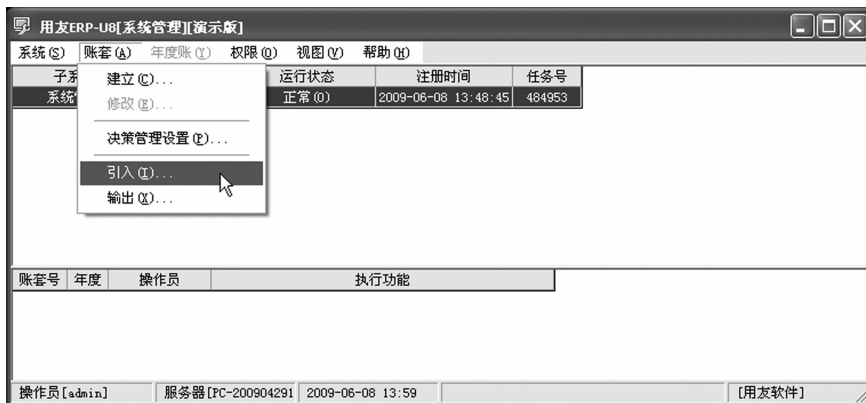 用友ERP-U8[系统管理][演示版]
系统(S) 账套(A) 年度账(Y) 权限(O) 视图(V) 帮助(H)
子系 运行状态 注册时间 任务号
系统 正常(0) 2009-06-08 13:48:45 484953
建立(C)...
修改(E)...
决策管理设置(P)...
引入(I)...
输出(X)...
账套号 年度 操作员 执行功能
操作员[admin] 服务器[PC-200904291 2009-06-08 13:59 [用友软件]